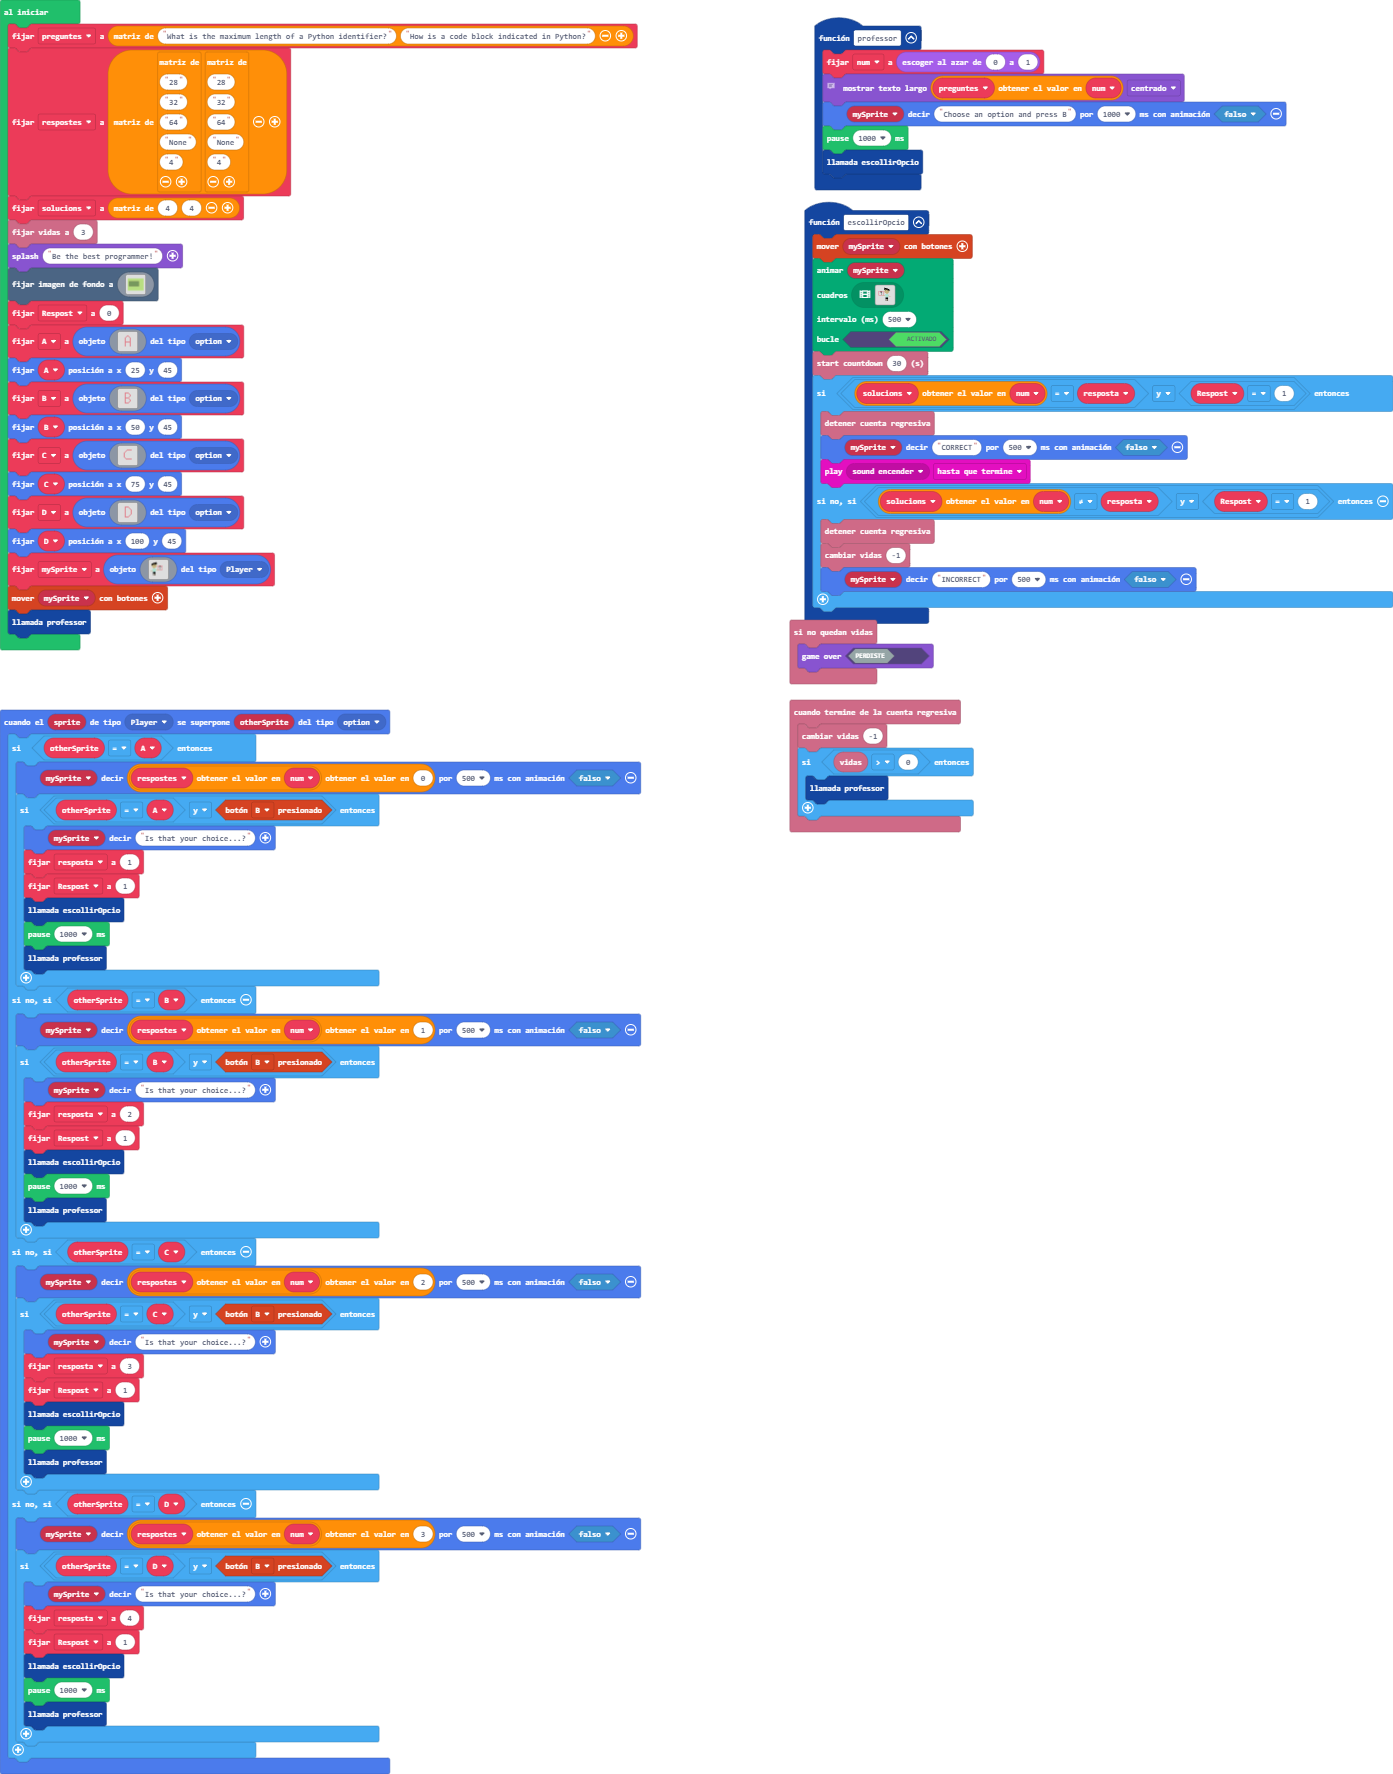 al iniciar
fijar preguntes a matriz de "What is the maximum length of a Python identifier?" "How is a code block indicated in Python?"
fijar respostes a matriz de
matriz de matriz de
"28" "28"
"32" "32"
"64" "64"
"None" "None"
"4" "4"
fijar solucions a matriz de 4 4
fijar vidas a 3
splash "Be the best programmer!"
fijar imagen de fondo a
fijar Respost a 0
fijar A a objeto A del tipo option
fijar A posición a x 25 y 45
fijar B a objeto B del tipo option
fijar B posición a x 50 y 45
fijar C a objeto C del tipo option
fijar C posición a x 75 y 45
fijar D a objeto D del tipo option
fijar D posición a x 100 y 45
fijar mySprite a objeto del tipo Player
mover mySprite con botones
llamada professor
función professor
fijar num a escoger al azar de 0 a 1
mostrar texto largo preguntes obtener el valor en num centrado
mySprite decir "Choose an option and press B" por 1000 ms con animación falso
pause 1000 ms
llamada escollirOpcio
función escollirOpcio
mover mySprite con botones
animar mySprite
cuadros
intervalo (ms) 500
bucle ACTIVADO
start countdown 30 (s)
si solucions obtener el valor en num = resposta y Respost = 1 entonces
detener cuenta regresiva
mySprite decir "CORRECT" por 500 ms con animación falso
play sound encender hasta que termine
si no, si solucions obtener el valor en num ≠ resposta y Respost = 1 entonces
detener cuenta regresiva
cambiar vidas -1
mySprite decir "INCORRECT" por 500 ms con animación falso
si no quedan vidas
game over PERDISTE
cuando termine de la cuenta regresiva
cambiar vidas -1
si vidas > 0 entonces
llamada professor
cuando el sprite de tipo Player se superpone otherSprite del tipo option
si otherSprite = A entonces
mySprite decir respostes obtener el valor en num obtener el valor en 0 por 500 ms con animación falso
si otherSprite = A y botón B presionado entonces
mySprite decir "Is that your choice...?"
fijar resposta a 1
fijar Respost a 1
llamada escollirOpcio
pause 1000 ms
llamada professor
si no, si otherSprite = B entonces
mySprite decir respostes obtener el valor en num obtener el valor en 1 por 500 ms con animación falso
si otherSprite = B y botón B presionado entonces
mySprite decir "Is that your choice...?"
fijar resposta a 2
fijar Respost a 1
llamada escollirOpcio
pause 1000 ms
llamada professor
si no, si otherSprite = C entonces
mySprite decir respostes obtener el valor en num obtener el valor en 2 por 500 ms con animación falso
si otherSprite = C y botón B presionado entonces
mySprite decir "Is that your choice...?"
fijar resposta a 3
fijar Respost a 1
llamada escollirOpcio
pause 1000 ms
llamada professor
si no, si otherSprite = D entonces
mySprite decir respostes obtener el valor en num obtener el valor en 3 por 500 ms con animación falso
si otherSprite = D y botón B presionado entonces
mySprite decir "Is that your choice...?"
fijar resposta a 4
fijar Respost a 1
llamada escollirOpcio
pause 1000 ms
llamada professor